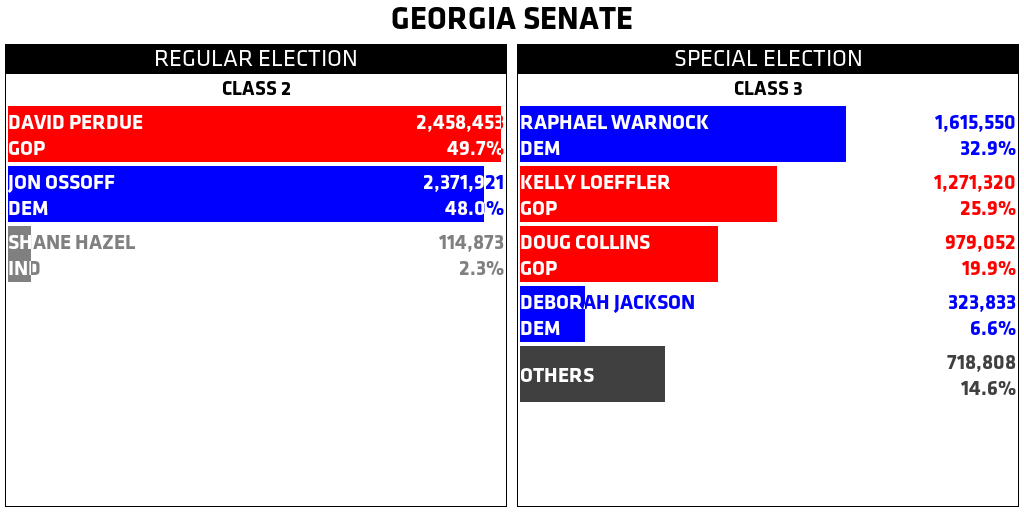 GEORGIA SENATE
REGULAR ELECTION
CLASS 2
DAVID PERDUE 2,458,453
GOP 49.7%
JON OSSOFF 2,371,921
DEM 48.0%
SHANE HAZEL 114,873
IND 2.3%
SPECIAL ELECTION
CLASS 3
RAPHAEL WARNOCK 1,615,550
DEM 32.9%
KELLY LOEFFLER 1,271,320
GOP 25.9%
DOUG COLLINS 979,052
GOP 19.9%
DEBORAH JACKSON 323,833
DEM 6.6%
OTHERS 718,808
14.6%